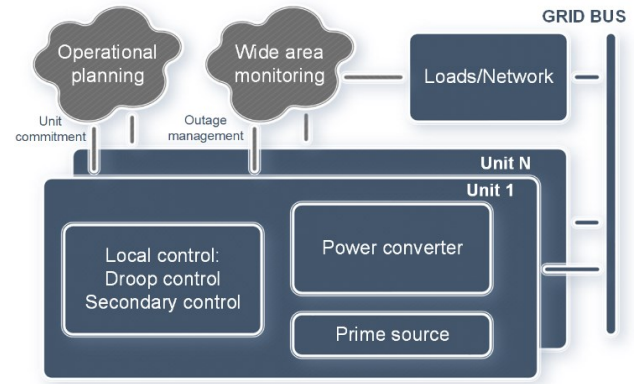 GRID BUS
Operational
planning
Wide area
monitoring
Loads/Network
Unit
commitment
Outage
management
Unit N
Unit 1
Local control:
Droop control
Secondary control
Power converter
Prime source